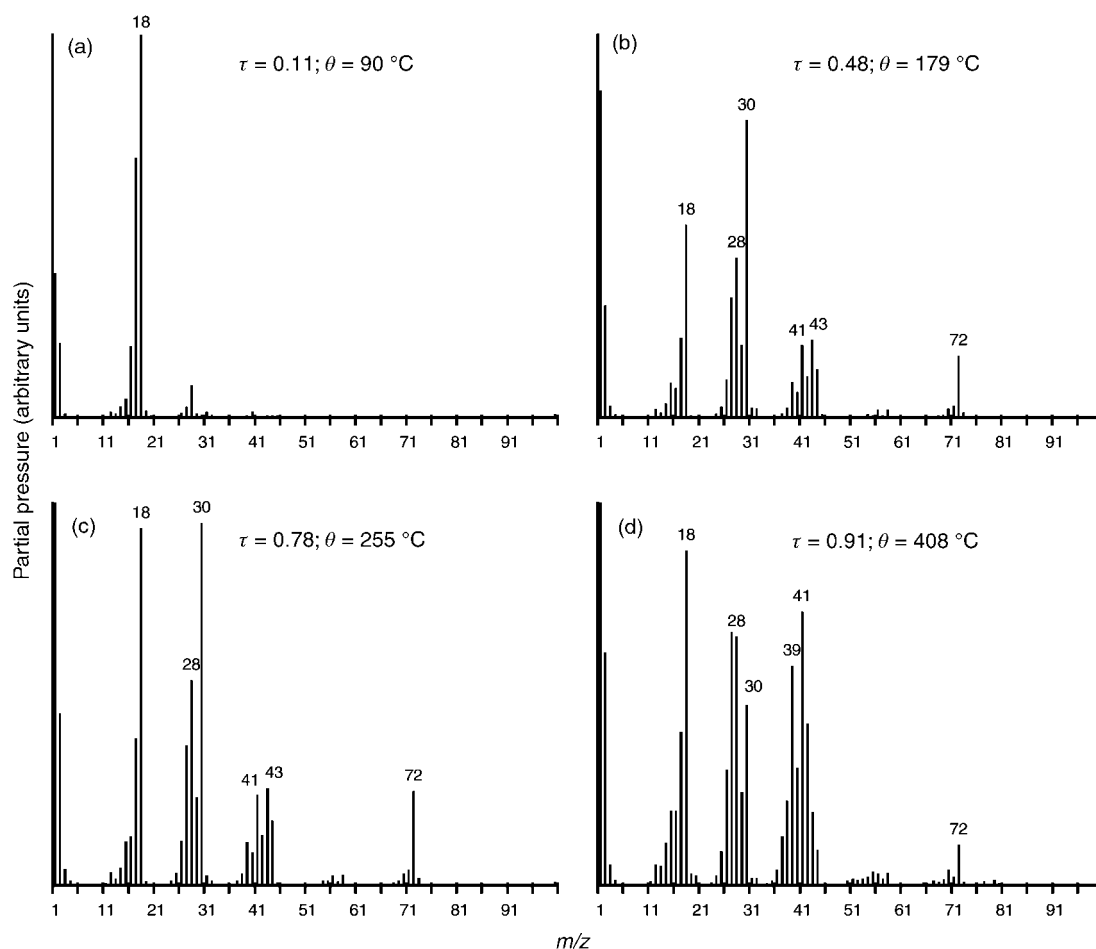 Partial pressure (arbitrary units)
(a)
18
τ = 0.11; θ = 90 °C
1 11 21 31 41 51 61 71 81 91
(b)
τ = 0.48; θ = 179 °C
30
18
28
41 43
72
1 11 21 31 41 51 61 71 81 91
(c)
18
30
τ = 0.78; θ = 255 °C
28
41 43
72
1 11 21 31 41 51 61 71 81 91
(d)
τ = 0.91; θ = 408 °C
18
41
28
39
30
72
1 11 21 31 41 51 61 71 81 91
m/z